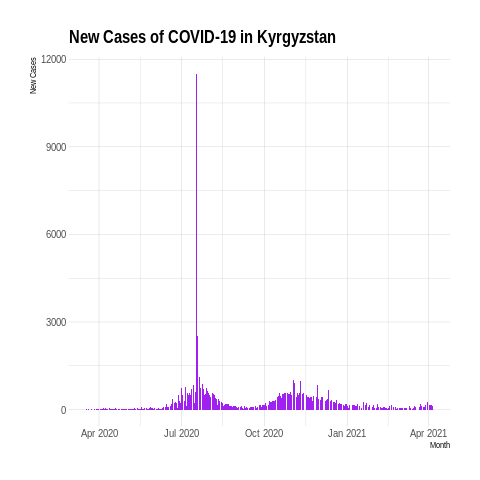 New Cases of COVID-19 in Kyrgyzstan
New Cases
12000
9000
6000
3000
0
Apr 2020 Jul 2020 Oct 2020 Jan 2021 Apr 2021
Month